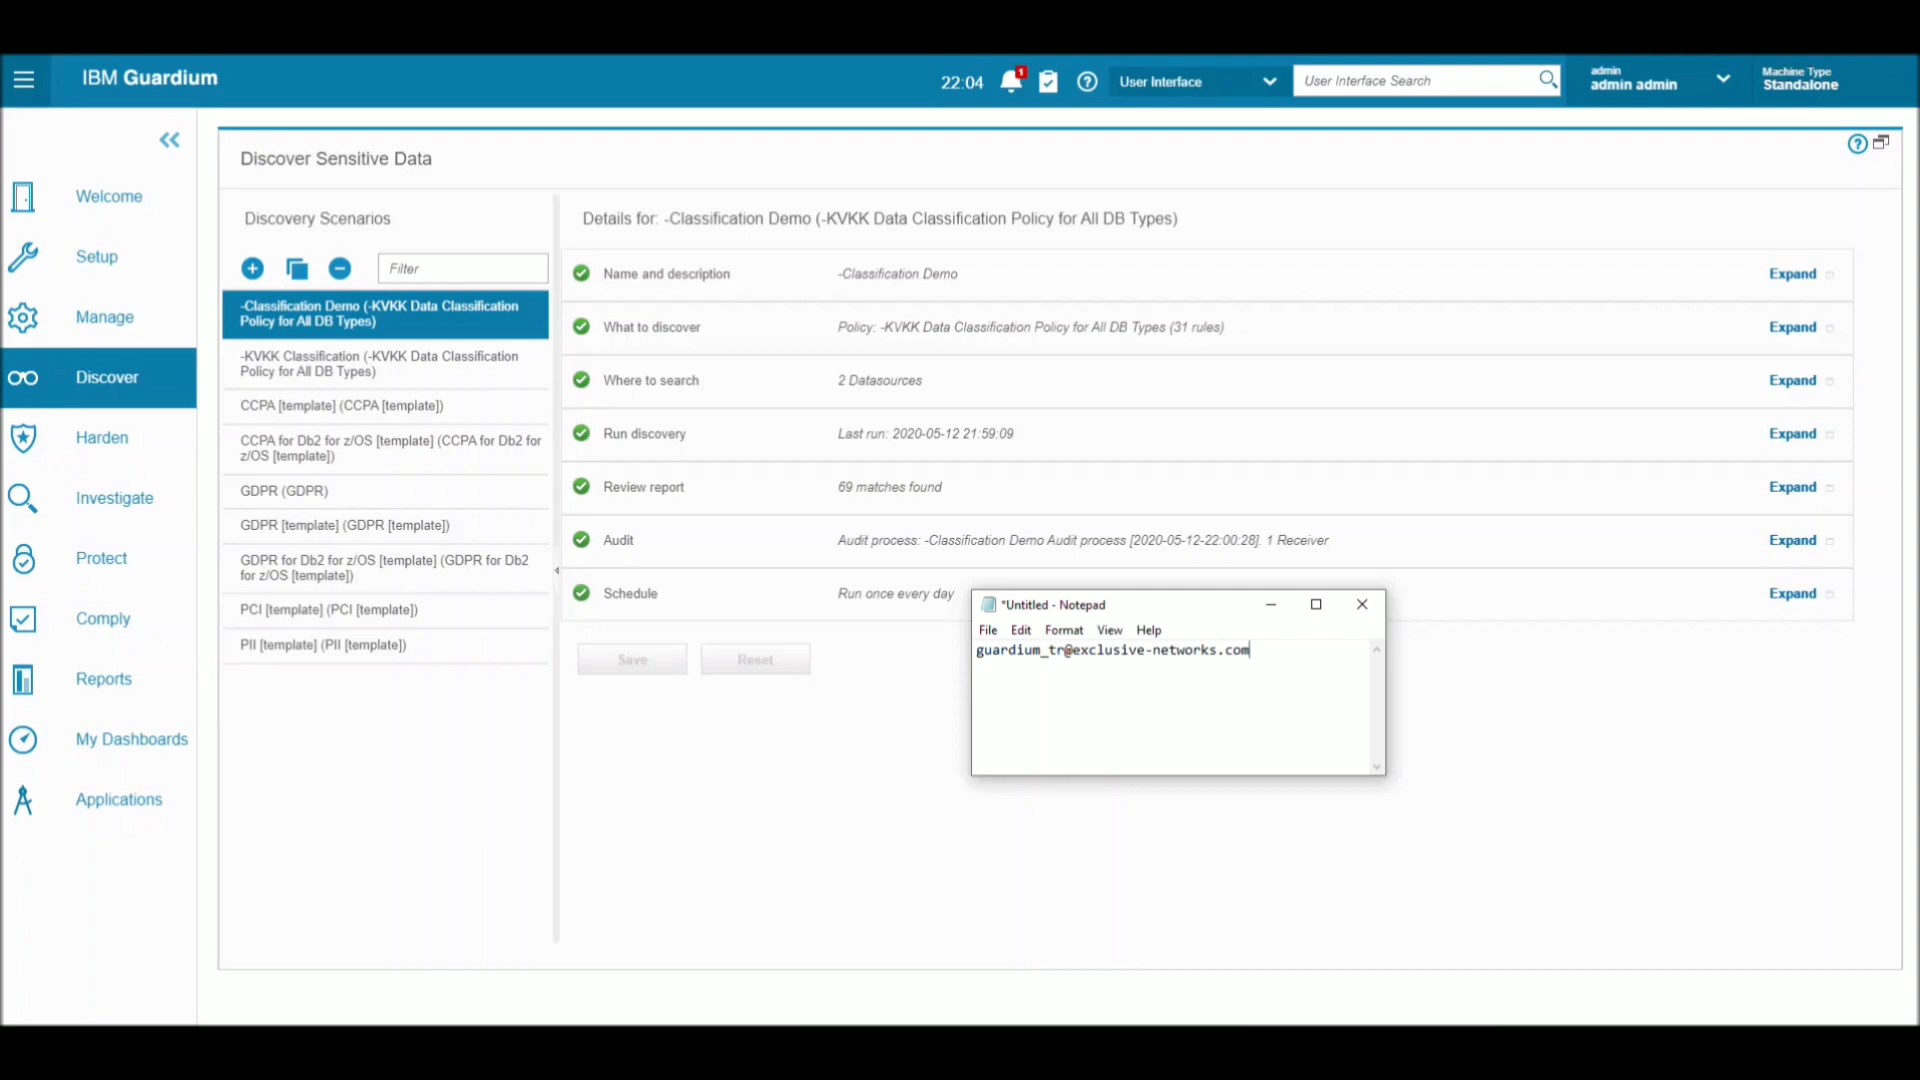 IBM Guardium
22:04
1
User Interface
User Interface Search
admin
admin admin
Machine Type
Standalone
Welcome
Setup
Manage
Discover
Harden
Investigate
Protect
Comply
Reports
My Dashboards
Applications
Discover Sensitive Data
Discovery Scenarios
Filter
-Classification Demo (-KVKK Data Classification
Policy for All DB Types)
-KVKK Classification (-KVKK Data Classification
Policy for All DB Types)
CCPA [template] (CCPA [template])
CCPA for Db2 for z/OS [template] (CCPA for Db2 for
z/OS [template])
GDPR (GDPR)
GDPR [template] (GDPR [template])
GDPR for Db2 for z/OS [template] (GDPR for Db2
for z/OS [template])
PCI [template] (PCI [template])
PII [template] (PII [template])
Details for: -Classification Demo (-KVKK Data Classification Policy for All DB Types)
Name and description -Classification Demo Expand
What to discover Policy: -KVKK Data Classification Policy for All DB Types (31 rules) Expand
Where to search 2 Datasources Expand
Run discovery Last run: 2020-05-12 21:59:09 Expand
Review report 69 matches found Expand
Audit Audit process: -Classification Demo Audit process [2020-05-12-22:00:28]. 1 Receiver Expand
Schedule Run once every day Expand
Save Reset
*Untitled - Notepad
File Edit Format View Help
guardium_tr@exclusive-networks.com